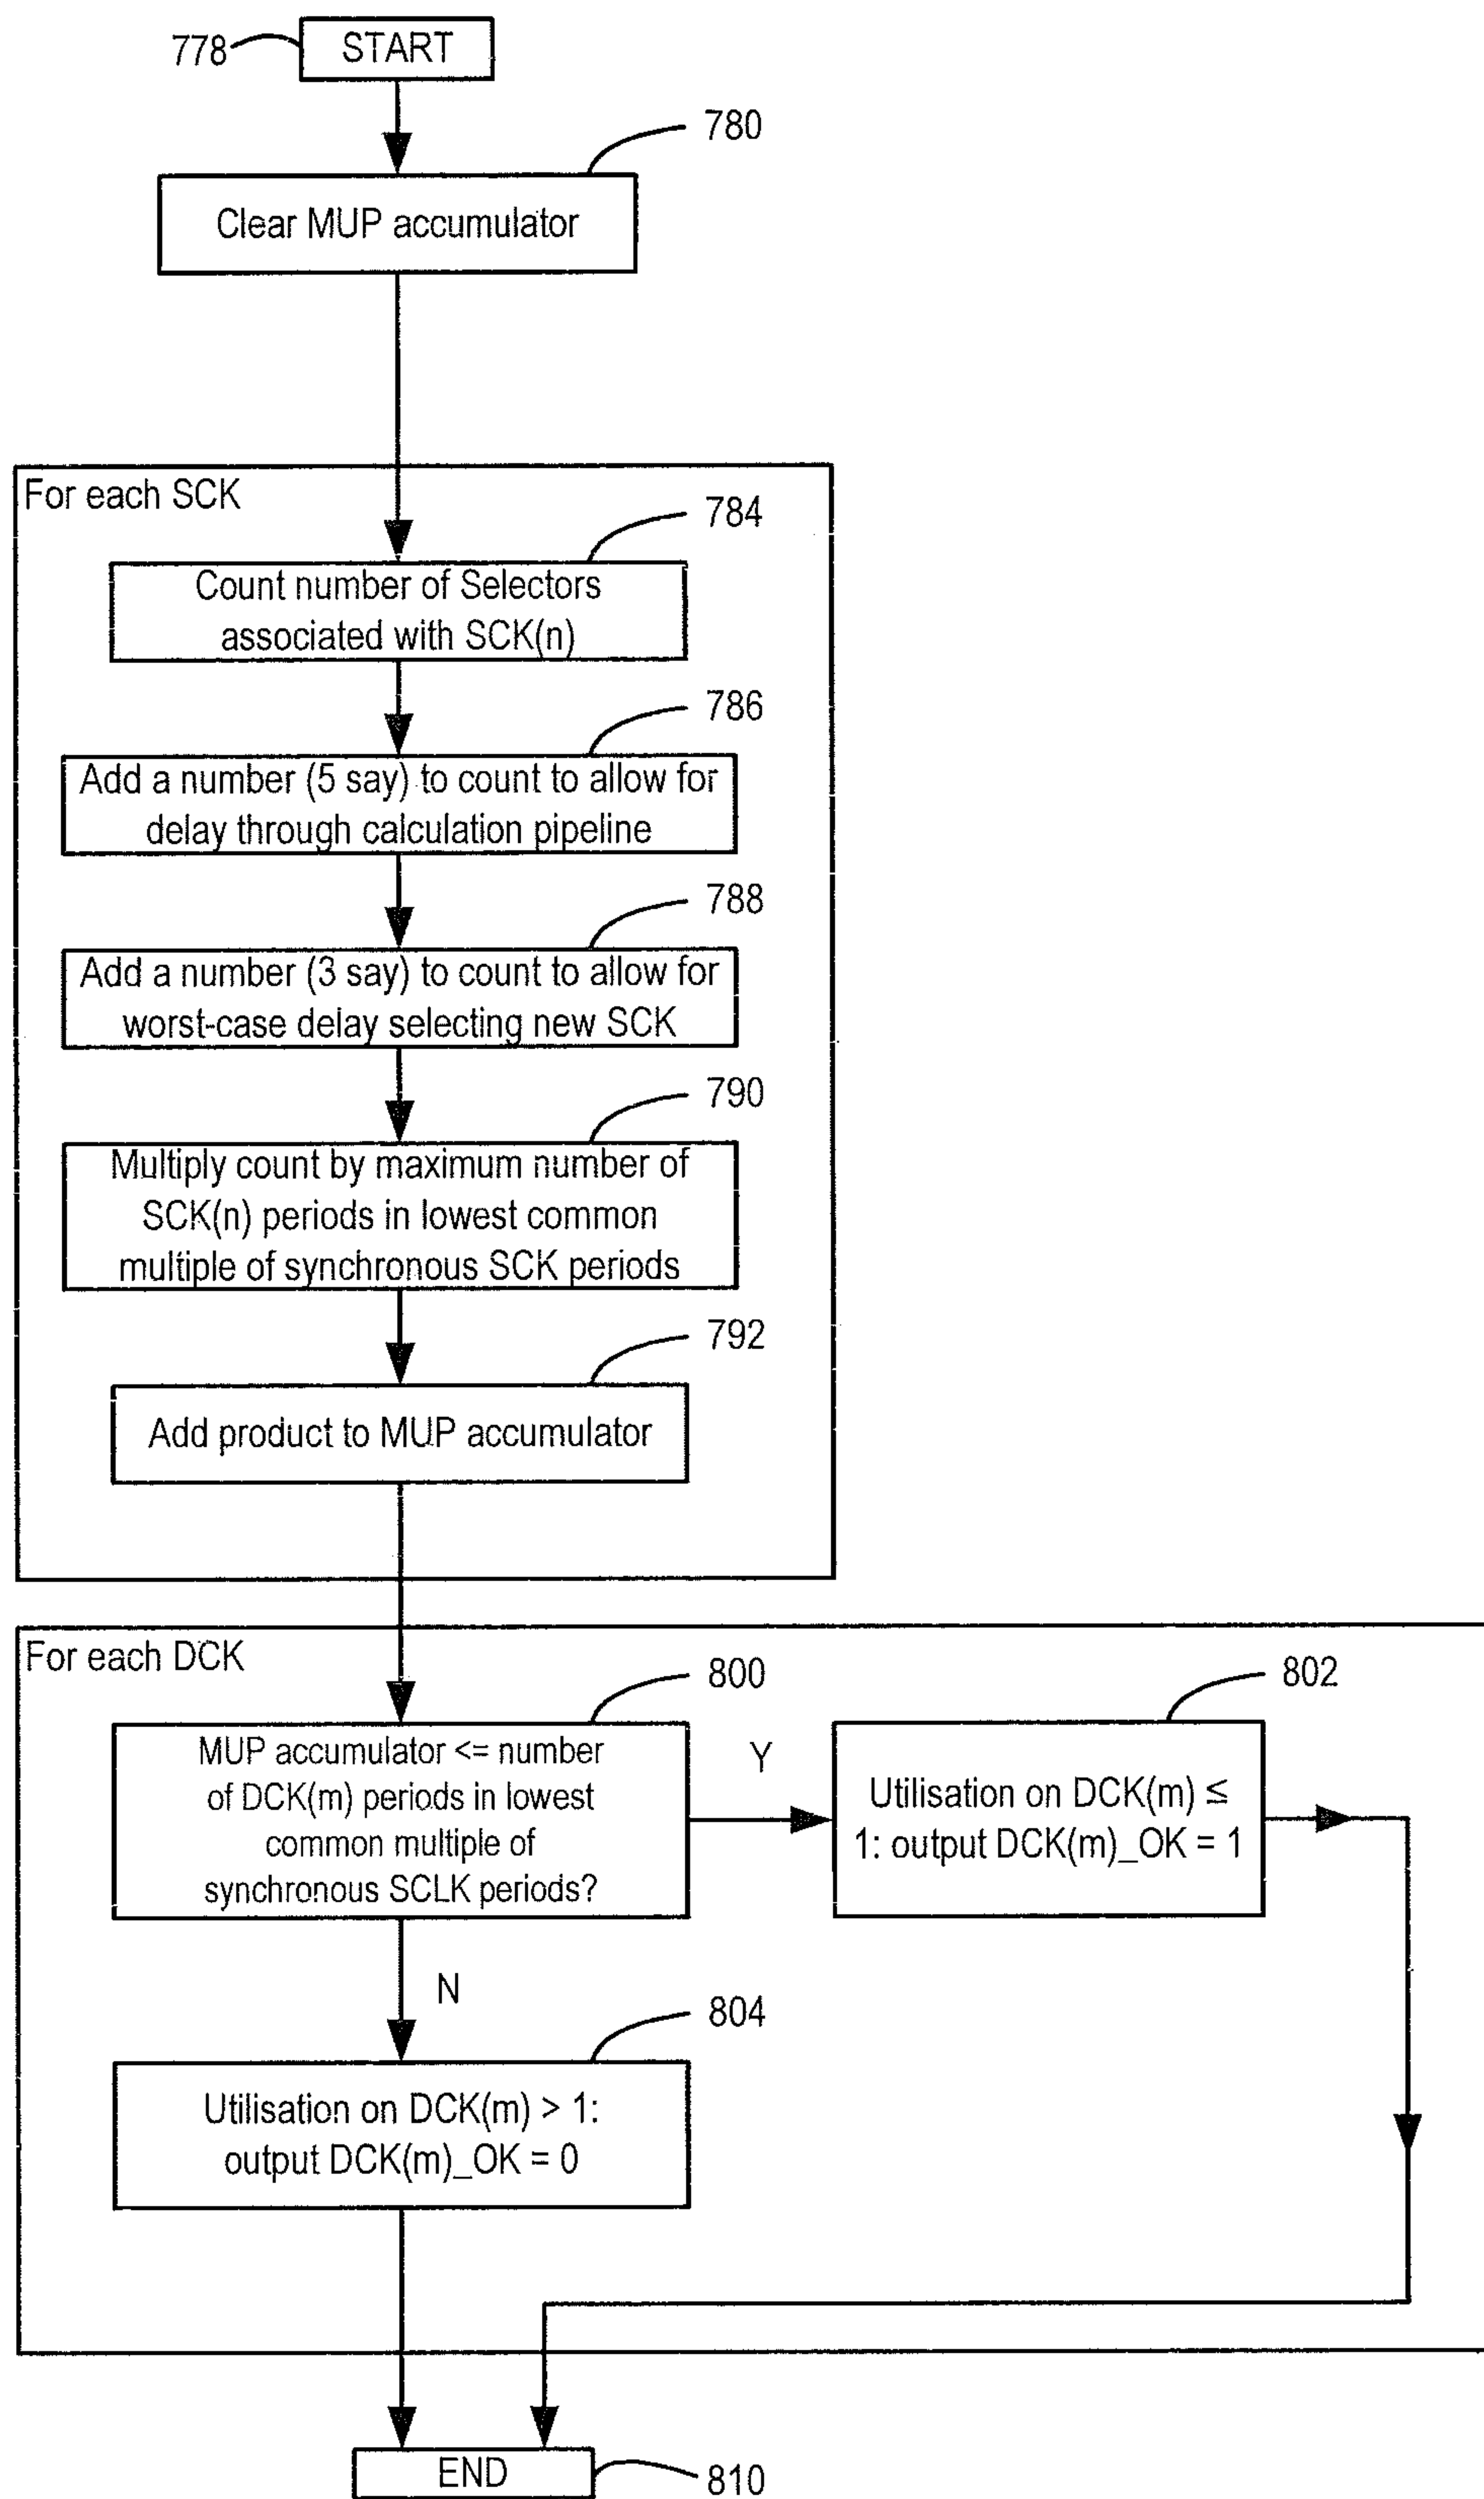 778
START
780
Clear MUP accumulator
For each SCK
784
Count number of Selectors
associated with SCK(n)
786
Add a number (5 say) to count to allow for
delay through calculation pipeline
788
Add a number (3 say) to count to allow for
worst-case delay selecting new SCK
790
Multiply count by maximum number of
SCK(n) periods in lowest common
multiple of synchronous SCK periods
792
Add product to MUP accumulator
For each DCK
800
MUP accumulator <= number
of DCK(m) periods in lowest
common multiple of
synchronous SCLK periods?
Y
802
Utilisation on DCK(m) ≤
1: output DCK(m)_OK = 1
N
804
Utilisation on DCK(m) > 1:
output DCK(m)_OK = 0
END
810